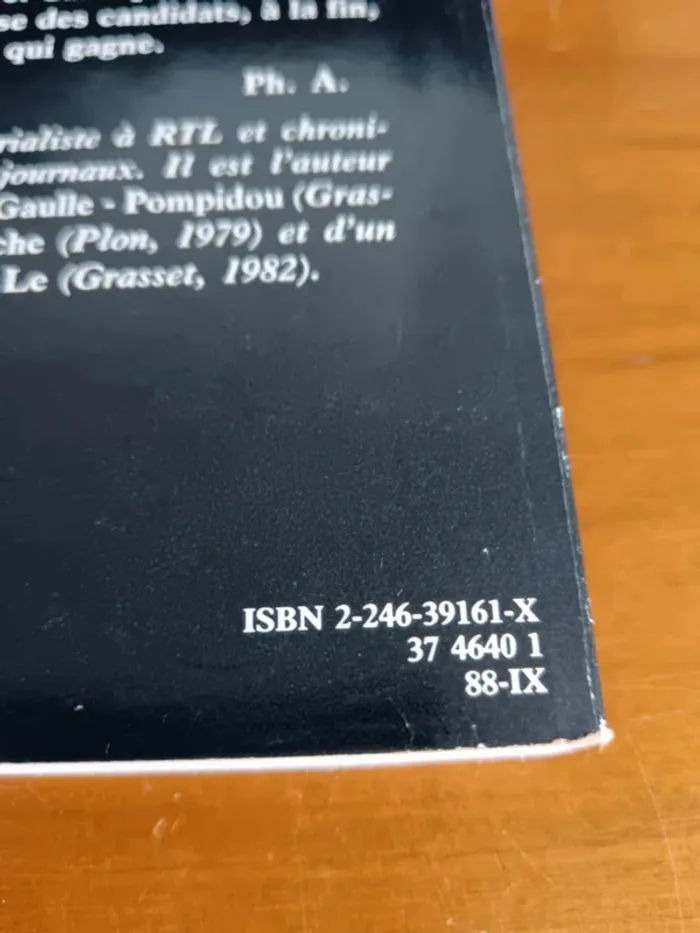 se des candidats, à la fin,
qui gagne.
Ph. A.
rialiste à RTL et chroni-
journaux. Il est l'auteur
Gaulle - Pompidou (Gras-
che (Plon, 1979) et d'un
Le (Grasset, 1982).
ISBN 2-246-39161-X
37 4640 1
88-IX